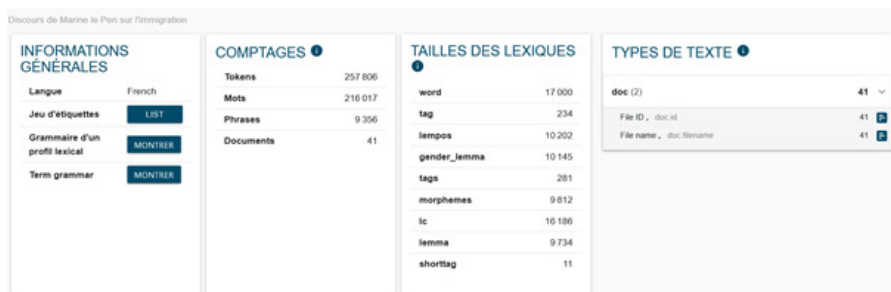 Discours de Marine le Pen sur l'immigration
INFORMATIONS
GÉNÉRALES
Langue French
Jeu d'étiquettes LIST
Grammaire d'un
profil lexical MONTRER
Term grammar MONTRER
COMPTAGES
Tokens 257 806
Mots 216 017
Phrases 9 356
Documents 41
TAILLES DES LEXIQUES
word 17 000
tag 234
lempos 10 202
gender_lemma 10 145
tags 281
morphemes 9 812
lc 16 186
lemma 9 734
shorttag 11
TYPES DE TEXTE
doc (2) 41
File ID , doc.id 41
File name , doc.filename 41